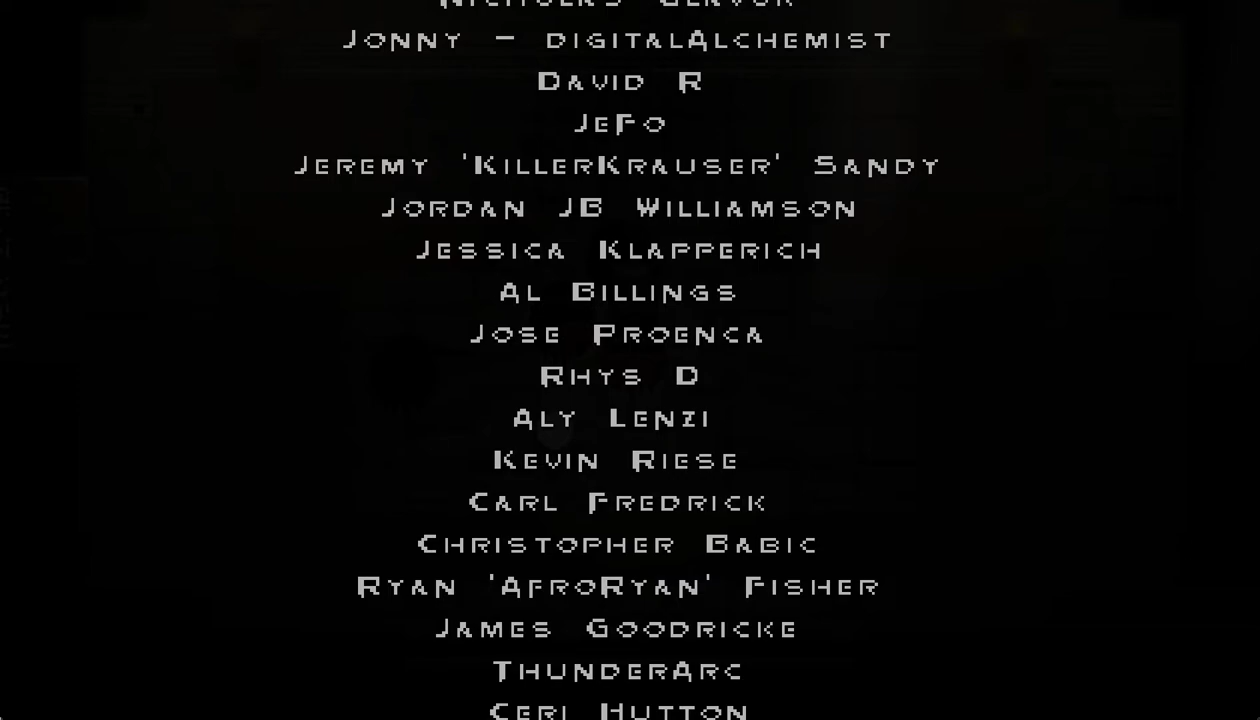 Jonny - digitalAlchemist
David R
JeFo
Jeremy 'KillerKrauser' Sandy
Jordan JB Williamson
Jessica Klapperich
Al Billings
Jose Proenca
Rhys D
Aly Lenzi
Kevin Riese
Carl Fredrick
Christopher Babic
Ryan 'AfroRyan' Fisher
James Goodricke
ThunderArc
Ceri Hutton